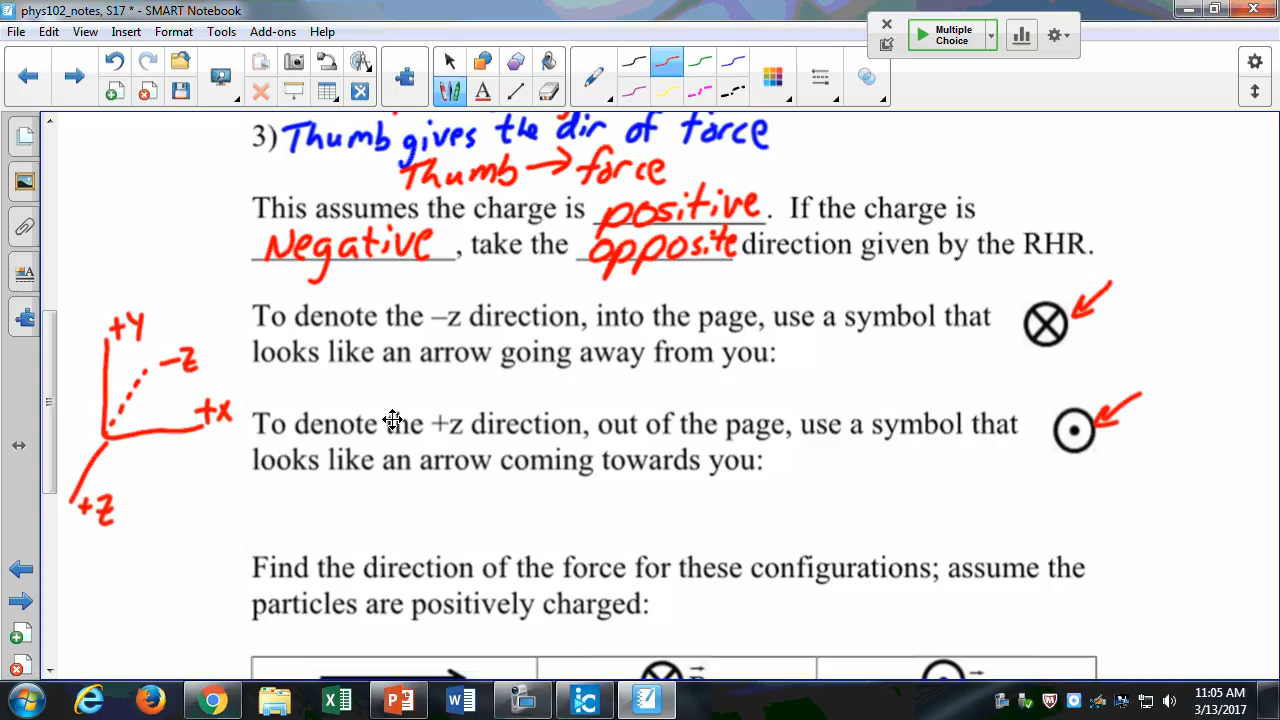 phys102_notes, S17 * - SMART Notebook
File Edit View Insert Format Tools Add-ons Help
Multiple
Choice
3) Thumb gives the dir of force
Thumb → force
This assumes the charge is positive. If the charge is
Negative, take the opposite direction given by the RHR.
To denote the –z direction, into the page, use a symbol that
looks like an arrow going away from you:
+y
-z
+x
+z
To denote the +z direction, out of the page, use a symbol that
looks like an arrow coming towards you:
Find the direction of the force for these configurations; assume the
particles are positively charged:
11:05 AM
3/13/2017